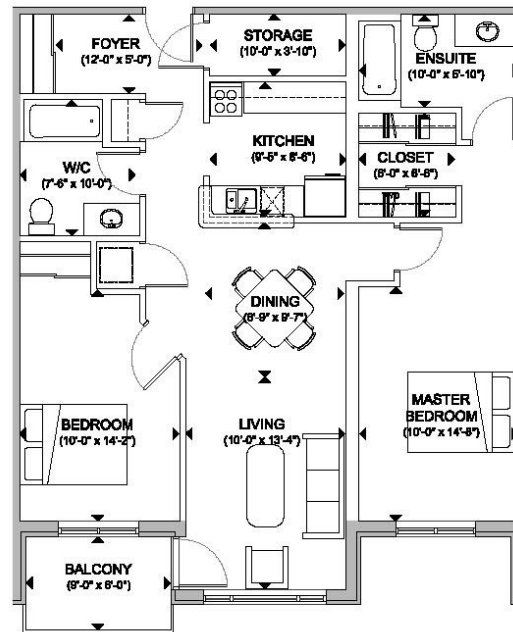 FOYER
(12'-0" x 5'-0")
STORAGE
(10'-0" x 3'-10")
ENSUITE
(10'-0" x 5'-10")
KITCHEN
(9'-5" x 8'-6")
CLOSET
(6'-0" x 6'-6")
W/C
(7'-6" x 10'-0")
DINING
(8'-9" x 9'-7")
BEDROOM
(10'-0" x 14'-2")
LIVING
(10'-0" x 13'-4")
MASTER
BEDROOM
(10'-0" x 14'-8")
BALCONY
(9'-0" x 6'-0")